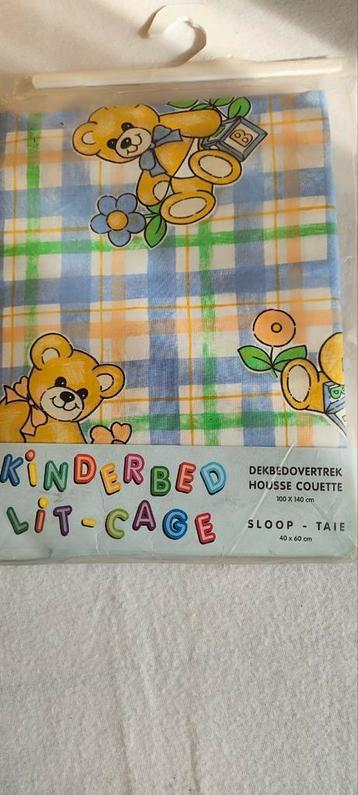 B
KINDERBED
LIT-CAGE
DEKBEDOVERTREK
HOUSSE COUETTE
100 X 140 cm
SLOOP - TAIE
40 x 60 cm